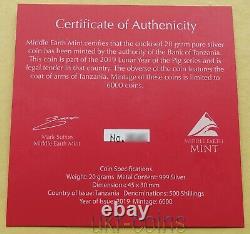 Certificate of Authenticity
Middle Earth Mint certifies that the enclosed 20 gram pure silver
coin has been minted by the authority of the Bank of Tanzania.
This coin is part of the 2019 Lunar Year of the Pig series and is
legal tender in that country. The obverse of the coin features the
coat of arms of Tanzania. Mintage of these coins is limited to
6000 coins.
No.
Mark Sutton
Middle Earth Mint
MIDDLE EARTH
MINT
Coin Specifications
Weight: 20 grams Metal Content: 999 Silver
Dimensions: 45 x 30 mm
Country of Issue: Tanzania Denominations: 500 Shillings
Year of Issue: 2019 Mintage: 6000